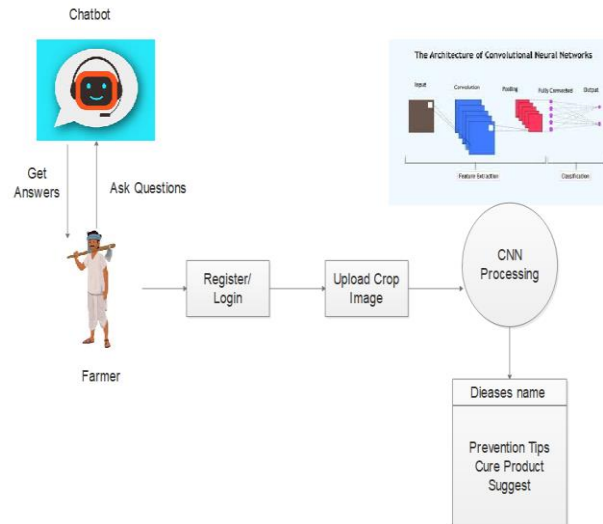 Chatbot
The Architecture of Convolutional Neural Networks
Input
Convolution
Pooling
Fully Connected
Output
Feature Extraction
Classification
Get
Answers
Ask Questions
Register/
Login
Upload Crop
Image
CNN
Processing
Farmer
Dieases name
Prevention Tips
Cure Product
Suggest